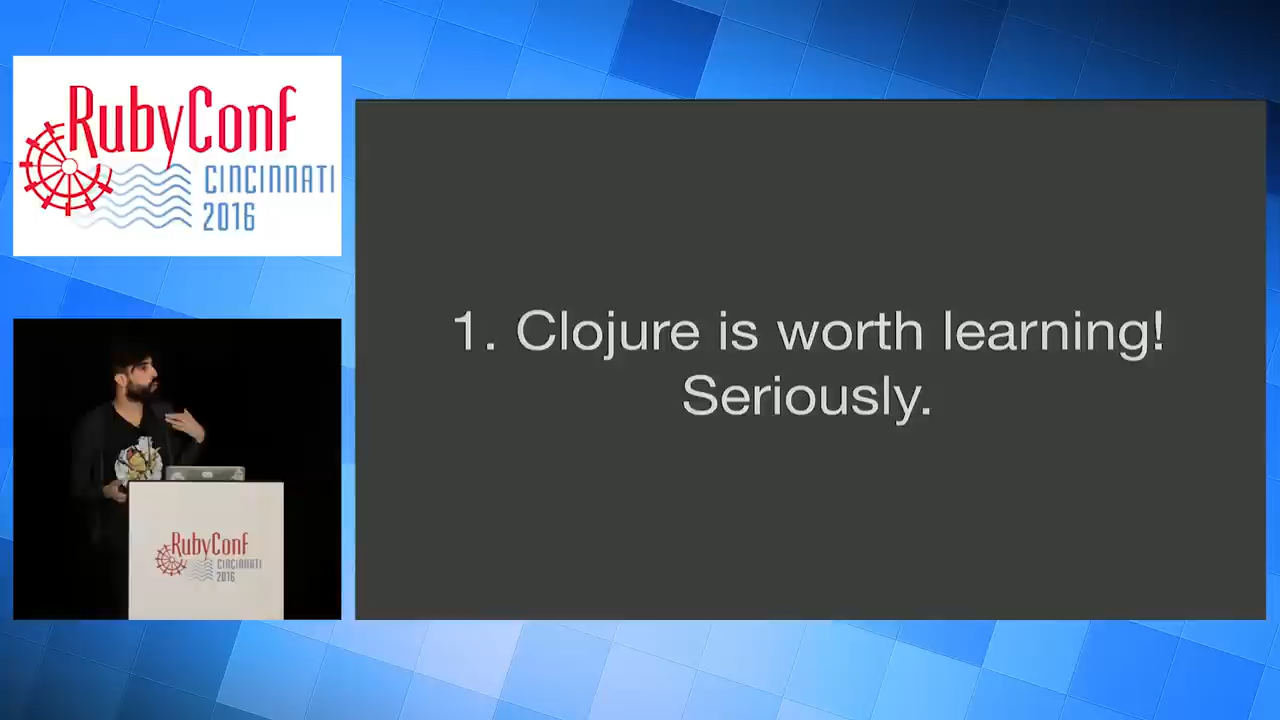 RubyConf
CINCINNATI
2016
1. Clojure is worth learning!
Seriously.
RubyConf
CINCINNATI
2016